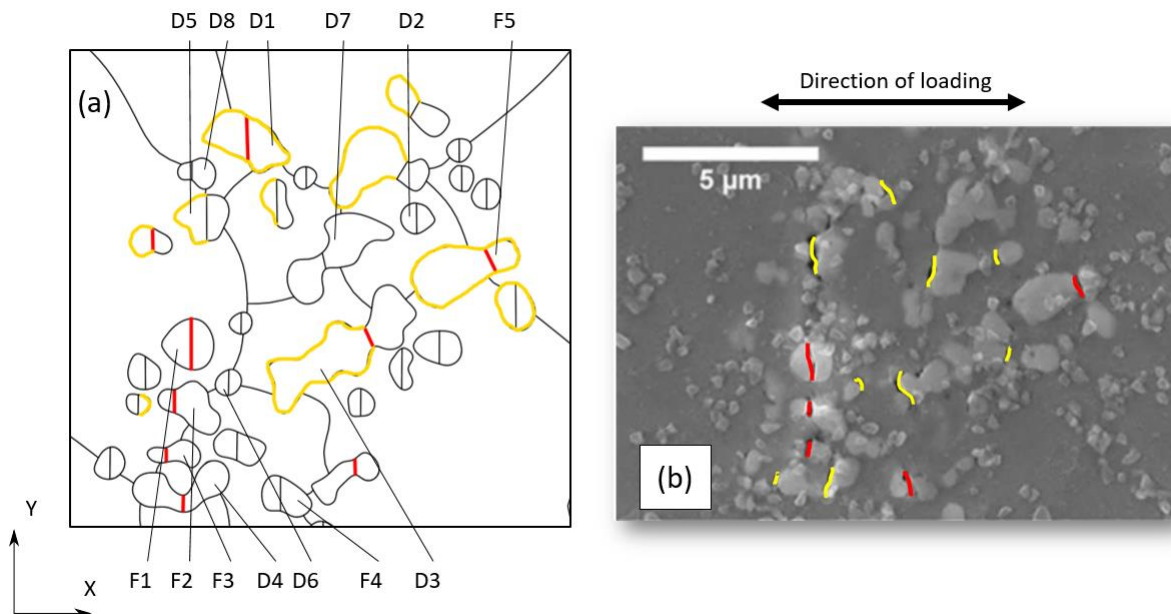 D5 D8 D1 D7 D2 F5
(a)
Direction of loading
5 µm
(b)
Y
X
F1 F2 F3 D4 D6 F4 D3